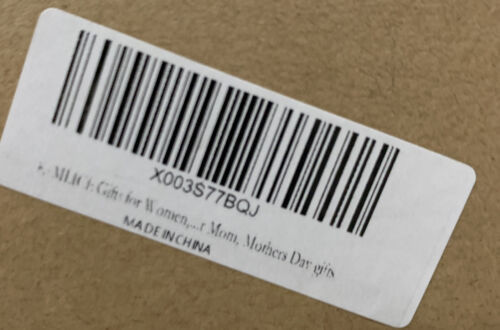 X003S77BQJ
Gifts for Women,...r Mom, Mothers Day gifts
MADE IN CHINA